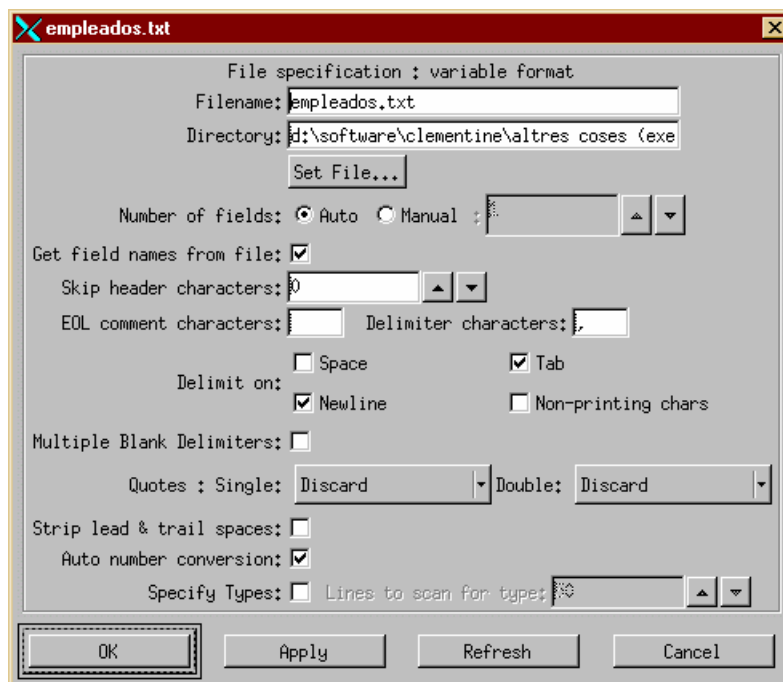 empleados.txt
File specification : variable format
Filename: empleados.txt
Directory: d:\software\clementine\altres coses (exe
Set File...
Number of fields: Auto Manual :
Get field names from file:
Skip header characters: 0
EOL comment characters: Delimiter characters: ,
Delimit on: Space Tab
Newline Non-printing chars
Multiple Blank Delimiters:
Quotes : Single: Discard Double: Discard
Strip lead & trail spaces:
Auto number conversion:
Specify Types: Lines to scan for type:
OK Apply Refresh Cancel